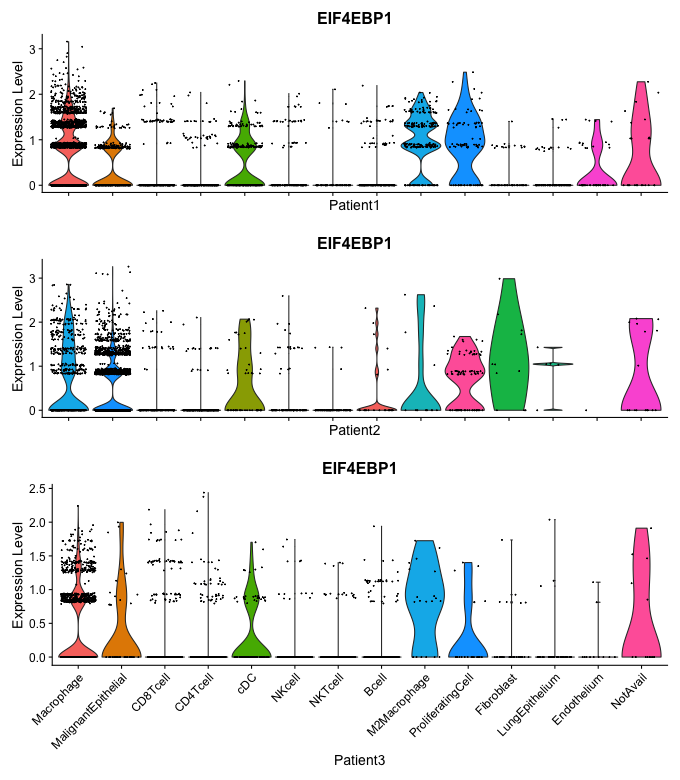 EIF4EBP1
Expression Level
3
2
1
0
Patient1
EIF4EBP1
Expression Level
3
2
1
0
Patient2
EIF4EBP1
Expression Level
2.5
2.0
1.5
1.0
0.5
0.0
Macrophage
MalignantEpithelial
CD8Tcell
CD4Tcell
cDC
NKcell
NKTcell
Bcell
M2Macrophage
ProliferatingCell
Fibroblast
LungEpithelium
Endothelium
NotAvail
Patient3